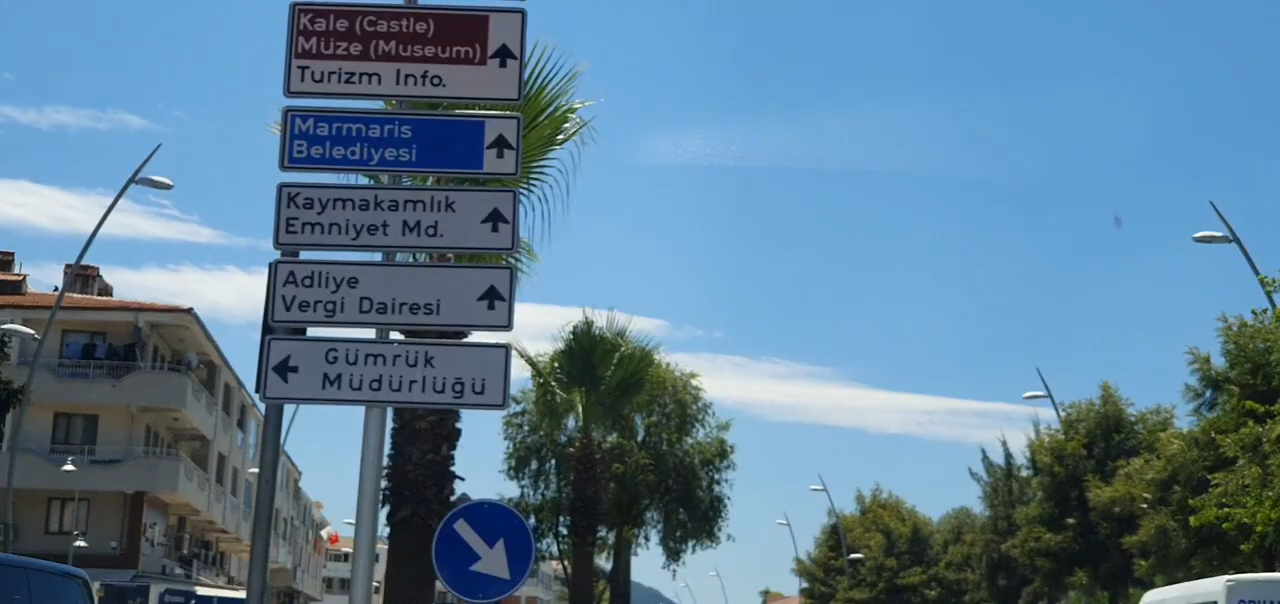 Kale (Castle)
Müze (Museum)
Turizm Info.
Marmaris
Belediyesi
Kaymakamlık
Emniyet Md.
Adliye
Vergi Dairesi
Gümrük
Müdürlüğü